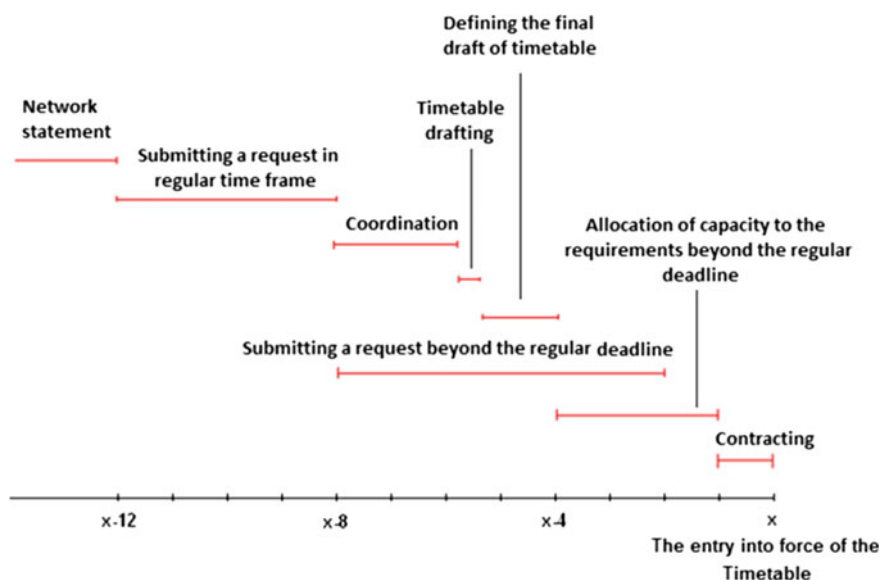 Defining the final
draft of timetable
Network
statement
Timetable
drafting
Submitting a request in
regular time frame
Coordination
Allocation of capacity to the
requirements beyond the regular
deadline
Submitting a request beyond the regular deadline
Contracting
x-12
x-8
x-4
x
The entry into force of the
Timetable